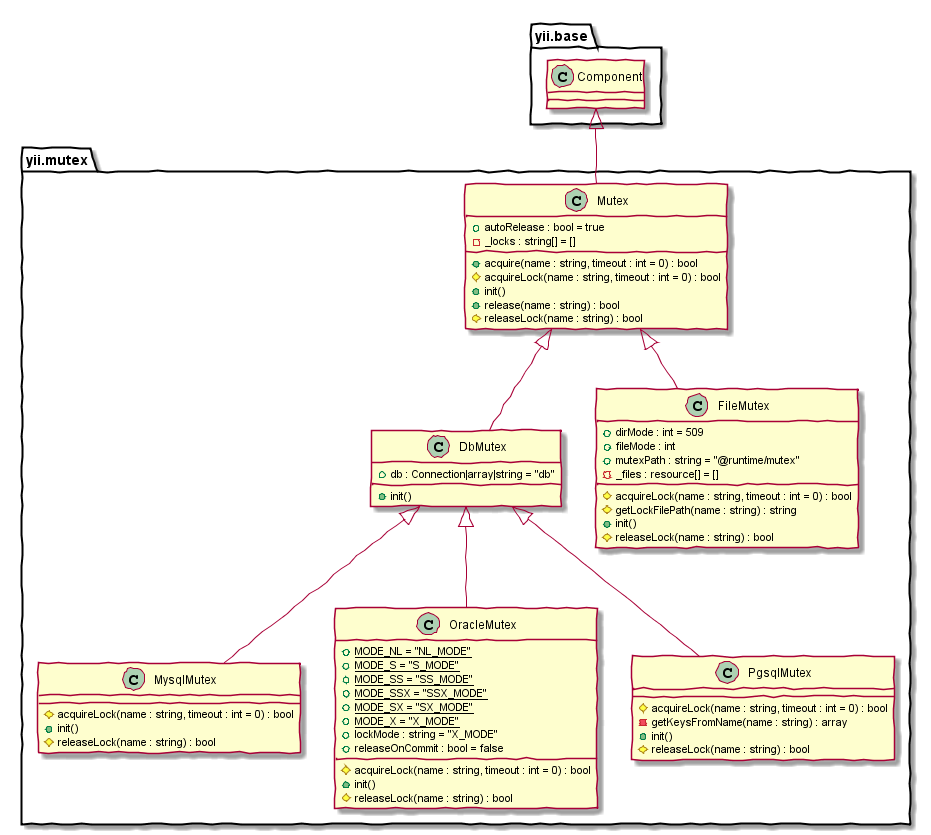 yii.base
C Component
yii.mutex
C Mutex
autoRelease : bool = true
_locks : string[] = []
acquire(name : string, timeout : int = 0) : bool
acquireLock(name : string, timeout : int = 0) : bool
init()
release(name : string) : bool
releaseLock(name : string) : bool
C DbMutex
db : Connection|array|string = "db"
init()
C FileMutex
dirMode : int = 509
fileMode : int
mutexPath : string = "@runtime/mutex"
_files : resource[] = []
acquireLock(name : string, timeout : int = 0) : bool
getLockFilePath(name : string) : string
init()
releaseLock(name : string) : bool
C MysqlMutex
acquireLock(name : string, timeout : int = 0) : bool
init()
releaseLock(name : string) : bool
C OracleMutex
MODE_NL = "NL_MODE"
MODE_S = "S_MODE"
MODE_SS = "SS_MODE"
MODE_SSX = "SSX_MODE"
MODE_SX = "SX_MODE"
MODE_X = "X_MODE"
lockMode : string = "X_MODE"
releaseOnCommit : bool = false
acquireLock(name : string, timeout : int = 0) : bool
init()
releaseLock(name : string) : bool
C PgsqlMutex
acquireLock(name : string, timeout : int = 0) : bool
getKeysFromName(name : string) : array
init()
releaseLock(name : string) : bool